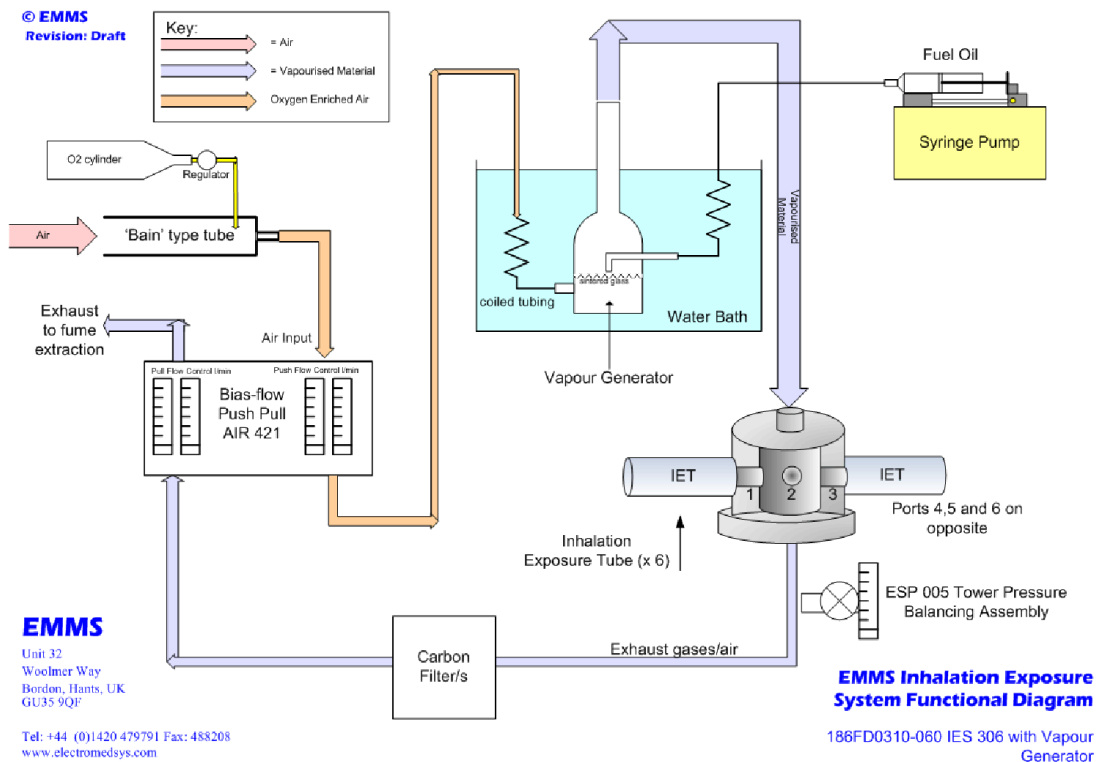 © EMMS
Revision: Draft
Key:
= Air
= Vapourised Material
Oxygen Enriched Air
O2 cylinder
Regulator
Air
'Bain' type tube
Exhaust
to fume
extraction
Air Input
Pull Flow Control l/min
Push Flow Control l/min
Bias-flow
Push Pull
AIR 421
coiled tubing
sintered glass
Water Bath
Vapour Generator
Vapourised
Material
Fuel Oil
Syringe Pump
IET
1
2
3
IET
Ports 4,5 and 6 on
opposite
Inhalation
Exposure Tube (x 6)
ESP 005 Tower Pressure
Balancing Assembly
Exhaust gases/air
Carbon
Filter/s
EMMS
Unit 32
Woolmer Way
Bordon, Hants, UK
GU35 9QF
Tel: +44 (0)1420 479791 Fax: 488208
www.electromedsys.com
EMMS Inhalation Exposure
System Functional Diagram
186FD0310-060 IES 306 with Vapour
Generator